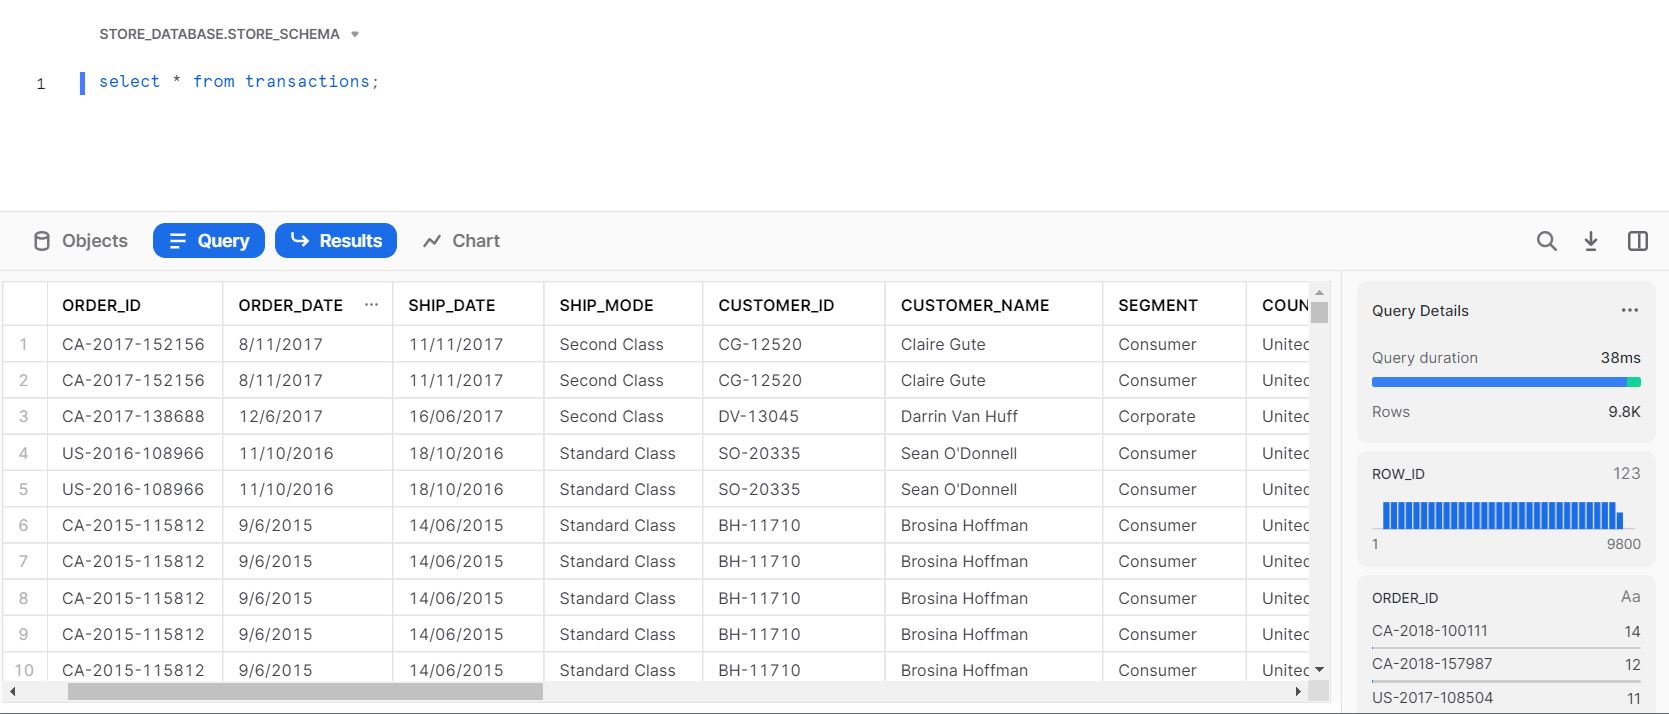 STORE_DATABASE.STORE_SCHEMA
1 select * from transactions;
Objects Query Results Chart
ORDER_ID ORDER_DATE ... SHIP_DATE SHIP_MODE CUSTOMER_ID CUSTOMER_NAME SEGMENT COUN
1 CA-2017-152156 8/11/2017 11/11/2017 Second Class CG-12520 Claire Gute Consumer United
2 CA-2017-152156 8/11/2017 11/11/2017 Second Class CG-12520 Claire Gute Consumer United
3 CA-2017-138688 12/6/2017 16/06/2017 Second Class DV-13045 Darrin Van Huff Corporate United
4 US-2016-108966 11/10/2016 18/10/2016 Standard Class SO-20335 Sean O'Donnell Consumer United
5 US-2016-108966 11/10/2016 18/10/2016 Standard Class SO-20335 Sean O'Donnell Consumer United
6 CA-2015-115812 9/6/2015 14/06/2015 Standard Class BH-11710 Brosina Hoffman Consumer United
7 CA-2015-115812 9/6/2015 14/06/2015 Standard Class BH-11710 Brosina Hoffman Consumer United
8 CA-2015-115812 9/6/2015 14/06/2015 Standard Class BH-11710 Brosina Hoffman Consumer United
9 CA-2015-115812 9/6/2015 14/06/2015 Standard Class BH-11710 Brosina Hoffman Consumer United
10 CA-2015-115812 9/6/2015 14/06/2015 Standard Class BH-11710 Brosina Hoffman Consumer United
Query Details ...
Query duration 38ms
Rows 9.8K
ROW_ID 123
1 9800
ORDER_ID Aa
CA-2018-100111 14
CA-2018-157987 12
US-2017-108504 11